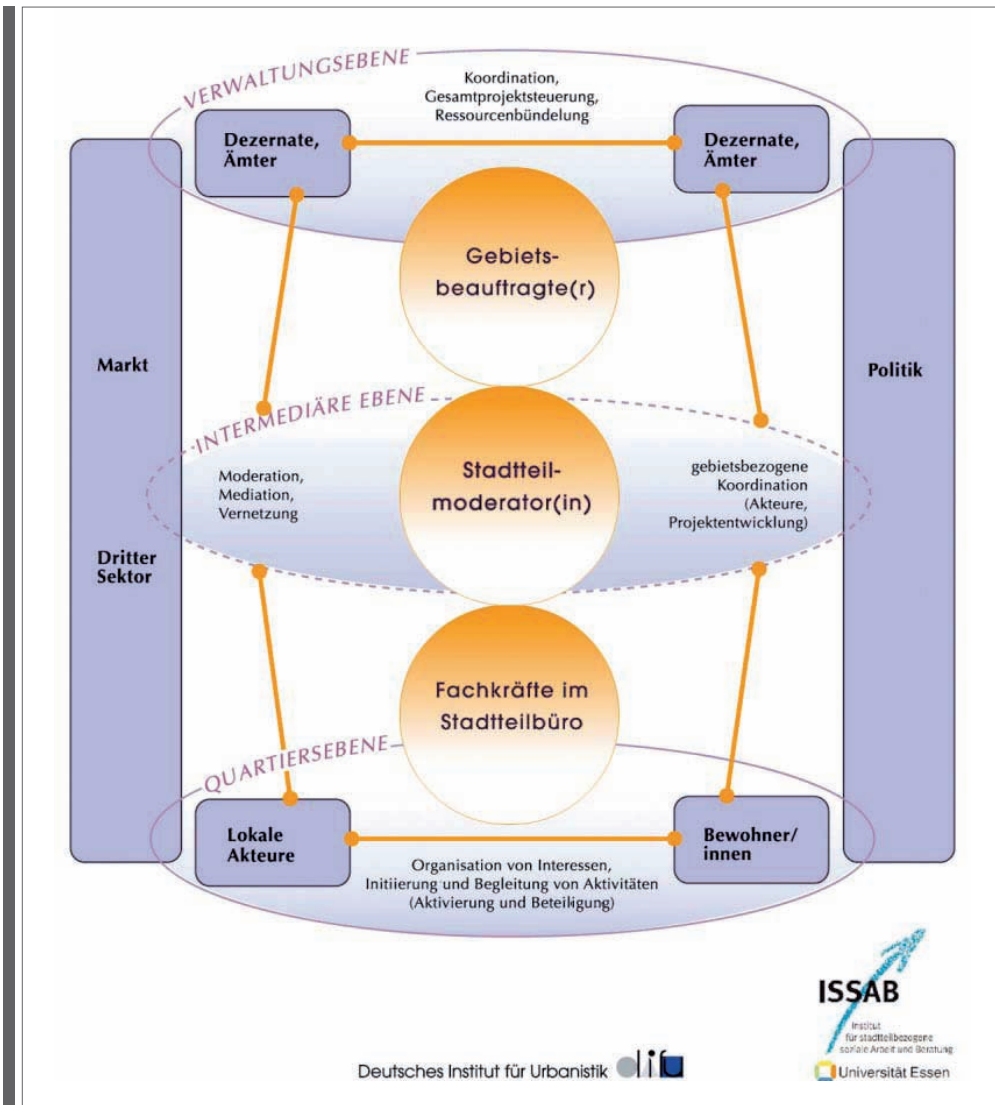 VERWALTUNGSEBENE
Koordination,
Gesamtprojektsteuerung,
Ressourcenbündelung
Dezernate,
Ämter
Dezernate,
Ämter
Gebiets-
beauftragte(r)
Markt
Politik
INTERMEDIÄRE EBENE
Moderation,
Mediation,
Vernetzung
Stadtteil-
moderator(in)
gebietsbezogene
Koordination
(Akteure,
Projektentwicklung)
Dritter
Sektor
Fachkräfte im
Stadtteilbüro
QUARTIERSEBENE
Lokale
Akteure
Bewohner/
innen
Organisation von Interessen,
Initiierung und Begleitung von Aktivitäten
(Aktivierung und Beteiligung)
ISSAB
Institut
für stadtteilbezogene
soziale Arbeit und Beratung
Deutsches Institut für Urbanistik difu
Universität Essen